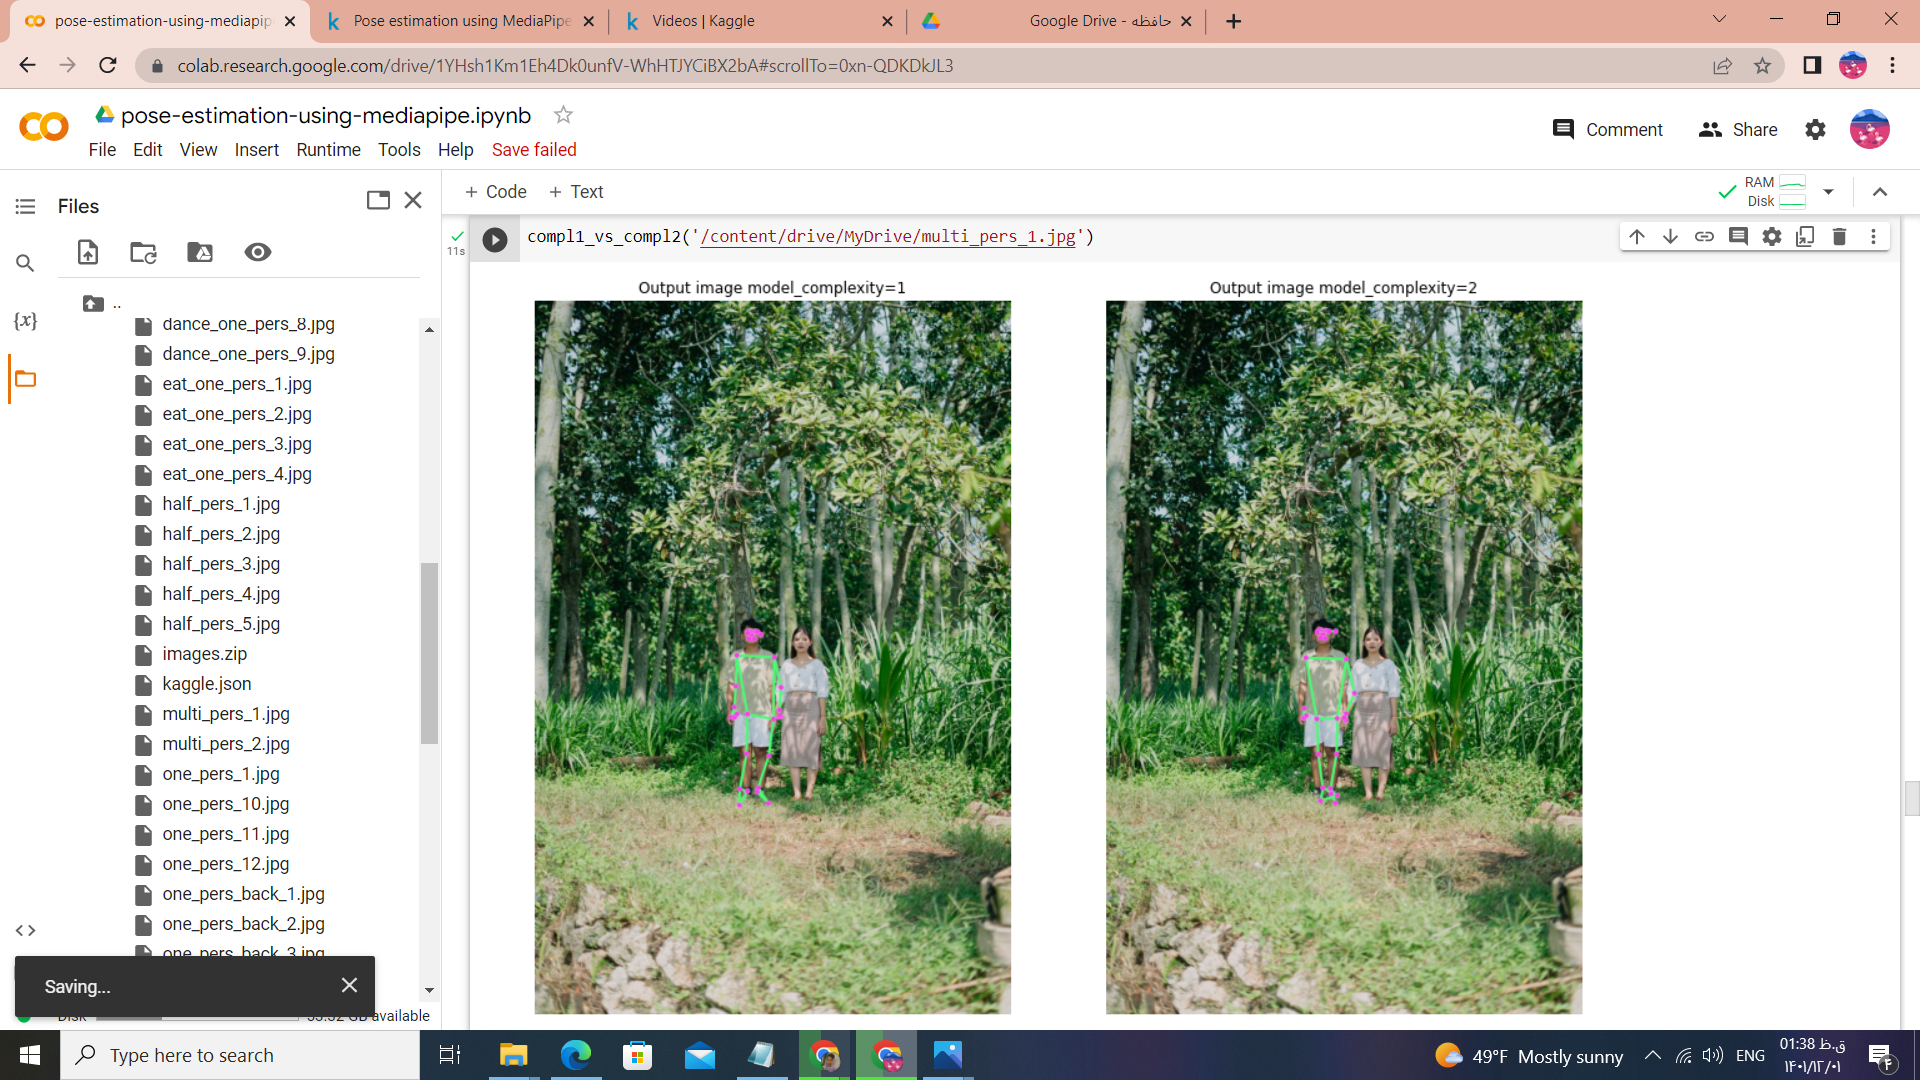 pose-estimation-using-mediapip
Pose estimation using MediaPipe
Videos | Kaggle
حافظه - Google Drive
colab.research.google.com/drive/1YHsh1Km1Eh4Dk0unfV-WhHTJYCiBX2bA#scrollTo=0xn-QDKDkJL3
pose-estimation-using-mediapipe.ipynb
Comment
Share
File Edit View Insert Runtime Tools Help Save failed
Files
+ Code + Text
RAM
Disk
{x}
..
dance_one_pers_8.jpg
dance_one_pers_9.jpg
eat_one_pers_1.jpg
eat_one_pers_2.jpg
eat_one_pers_3.jpg
eat_one_pers_4.jpg
half_pers_1.jpg
half_pers_2.jpg
half_pers_3.jpg
half_pers_4.jpg
half_pers_5.jpg
images.zip
kaggle.json
multi_pers_1.jpg
multi_pers_2.jpg
one_pers_1.jpg
one_pers_10.jpg
one_pers_11.jpg
one_pers_12.jpg
one_pers_back_1.jpg
one_pers_back_2.jpg
one_pers_back_3.jpg
Saving...
Disk
available
11s
compl1_vs_compl2('/content/drive/MyDrive/multi_pers_1.jpg')
Output image model_complexity=1
Output image model_complexity=2
Type here to search
49°F Mostly sunny
ENG
01:38 ق.ظ
۱۴۰۱/۱۲/۰۱
۴